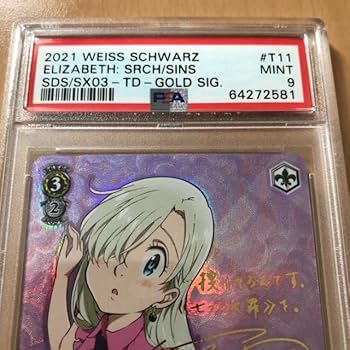 2021 WEISS SCHWARZ #T11
ELIZABETH: SRCH/SINS MINT
SDS/SX03-TD-GOLD SIG. 9
PSA 64272581
3
2